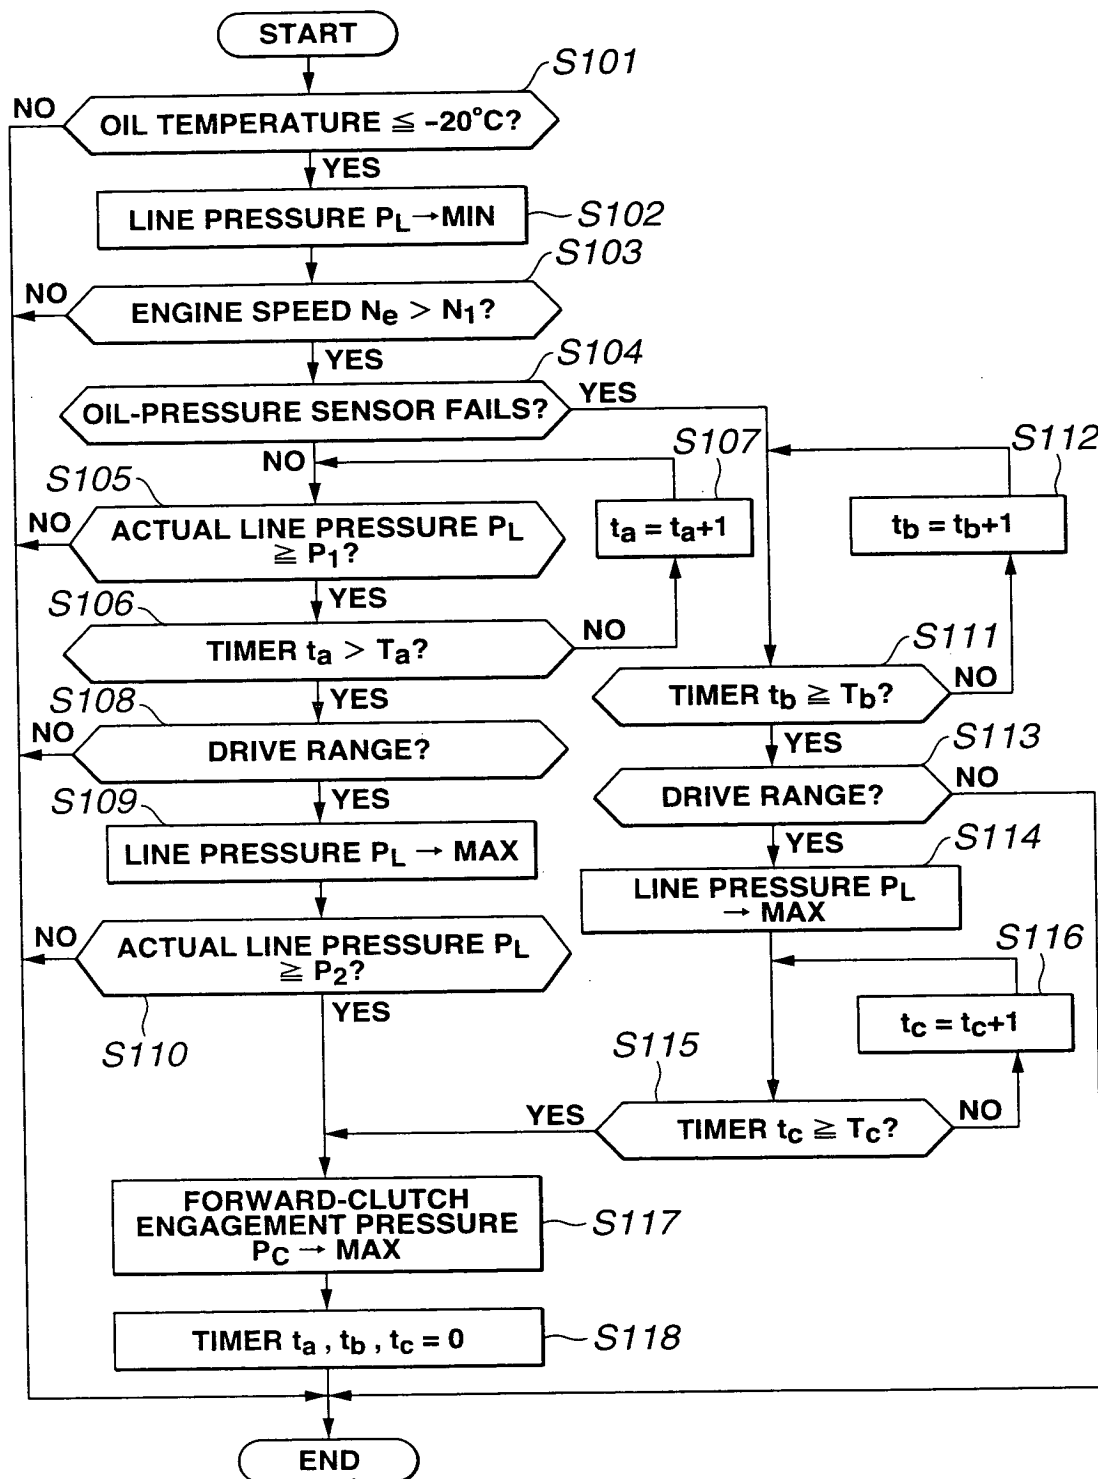 START
S101
NO
OIL TEMPERATURE ≦ -20°C?
YES
LINE PRESSURE PL→MIN
S102
S103
NO
ENGINE SPEED Ne > N1?
YES
S104
OIL-PRESSURE SENSOR FAILS?
YES
NO
S107
S112
S105
NO
ACTUAL LINE PRESSURE PL
≧ P1?
ta = ta+1
tb = tb+1
YES
S106
TIMER ta > Ta?
NO
S111
TIMER tb ≧ Tb?
NO
YES
S108
NO
DRIVE RANGE?
YES
S113
DRIVE RANGE?
NO
YES
S109
LINE PRESSURE PL → MAX
YES
S114
LINE PRESSURE PL
→ MAX
NO
ACTUAL LINE PRESSURE PL
≧ P2?
YES
S110
S116
tc = tc+1
S115
YES
TIMER tc ≧ Tc?
NO
FORWARD-CLUTCH
ENGAGEMENT PRESSURE
PC → MAX
S117
TIMER ta , tb , tc = 0
S118
END